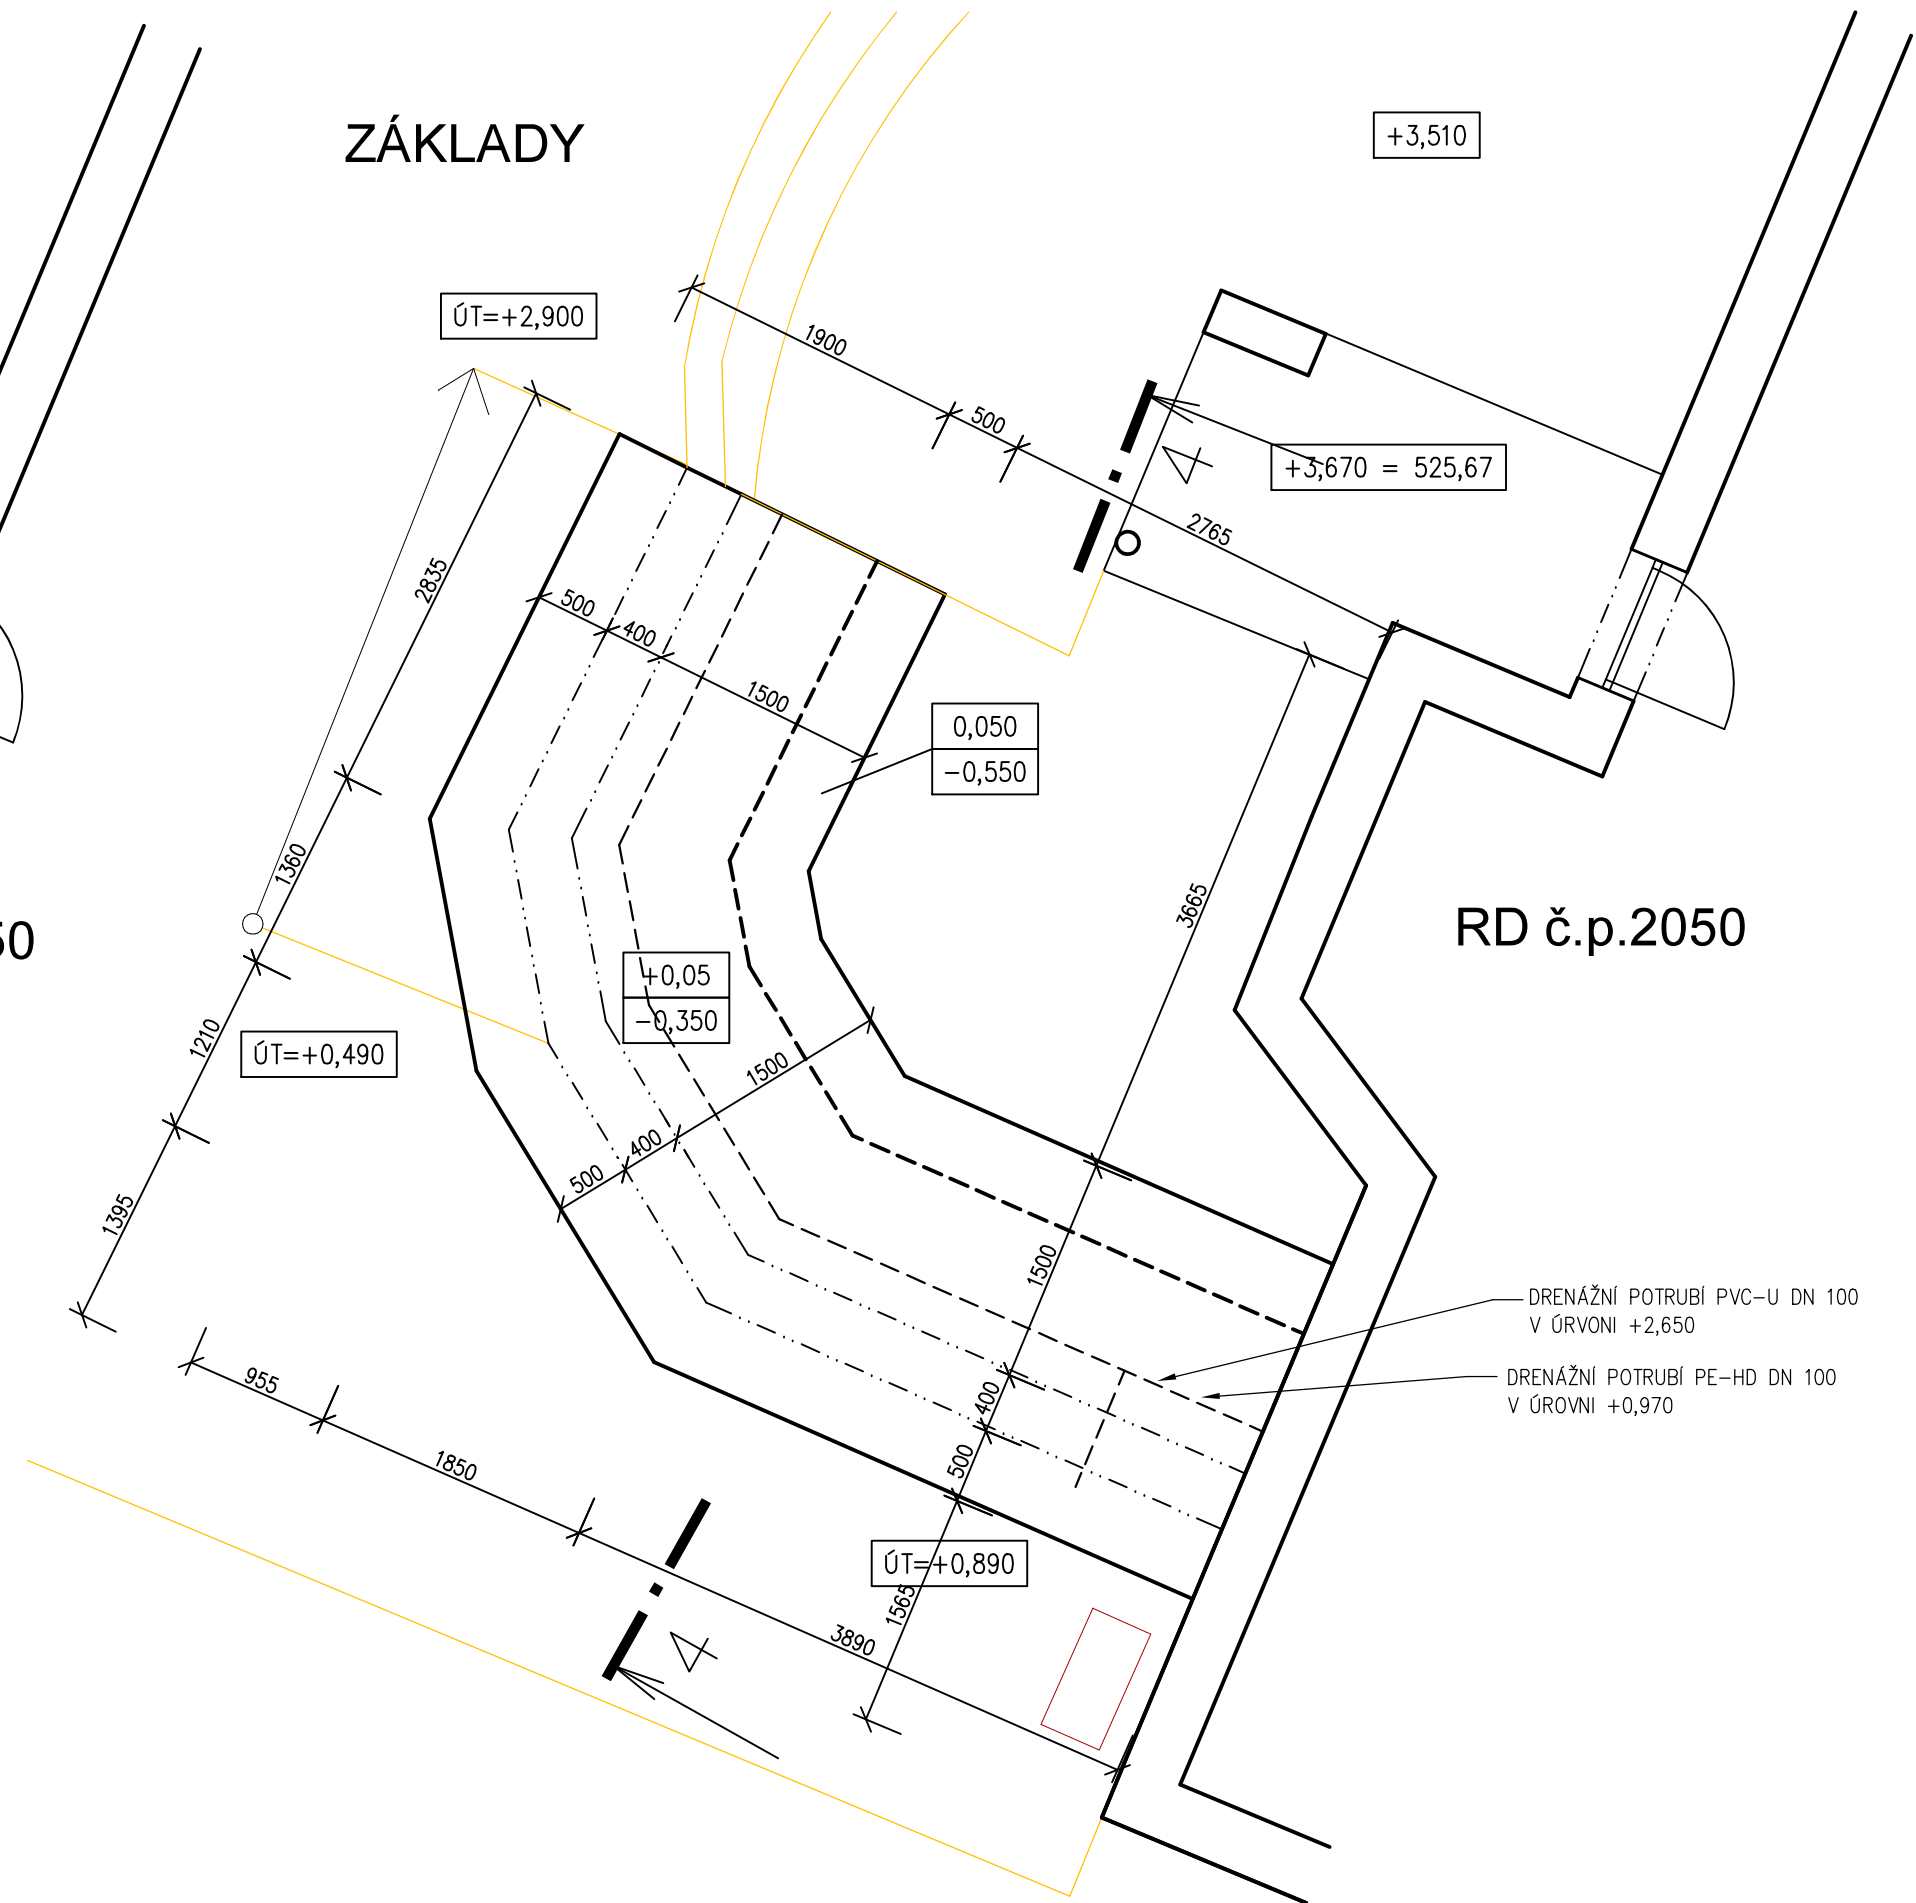 ZÁKLADY
+3,510
ÚT=+2,900
1900
500
+3,670 = 525,67
4
2765
2835
500
400
1500
0,050
-0,550
1360
3665
RD č.p.2050
50
+0,05
-0,350
1210
ÚT=+0,490
1500
400
500
1395
1500
DRENÁŽNÍ POTRUBÍ PVC-U DN 100
V ÚRVONI +2,650
DRENÁŽNÍ POTRUBÍ PE-HD DN 100
V ÚROVNI +0,970
955
400
1850
500
ÚT=+0,890
1565
3890
4